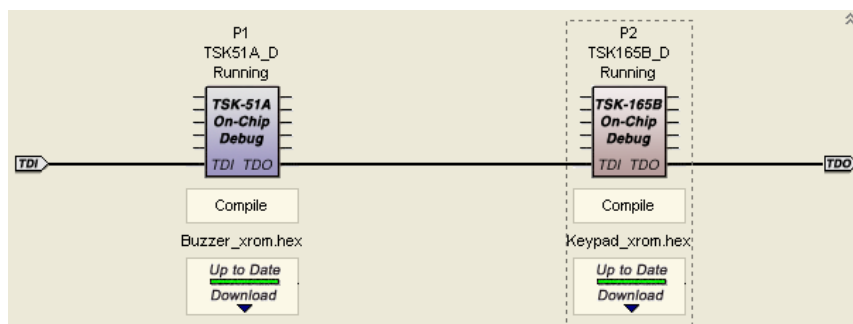 P1
TSK51A_D
Running
TSK-51A
On-Chip
Debug
TDI TDO
Compile
Buzzer_xrom.hex
Up to Date
Download
P2
TSK165B_D
Running
TSK-165B
On-Chip
Debug
TDI TDO
Compile
Keypad_xrom.hex
Up to Date
Download
TDI
TDO